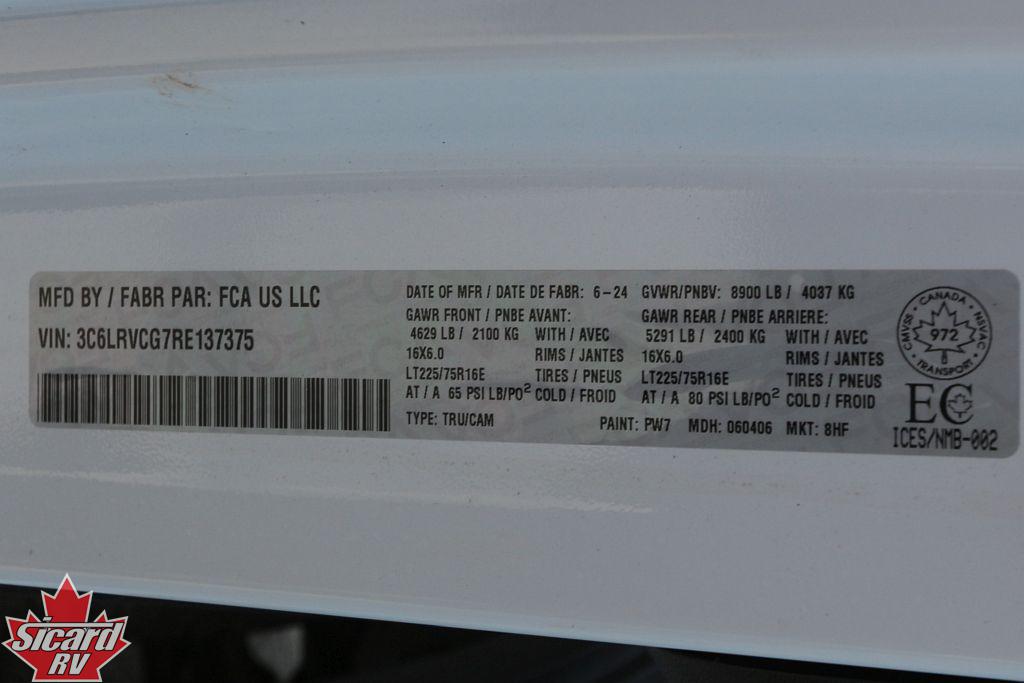 MFD BY / FABR PAR: FCA US LLC
VIN: 3C6LRVCG7RE137375
DATE OF MFR / DATE DE FABR: 6-24 GVWR/PNBV: 8900 LB / 4037 KG
GAWR FRONT / PNBE AVANT:
4629 LB / 2100 KG WITH / AVEC
16X6.0 RIMS / JANTES
LT225/75R16E TIRES / PNEUS
AT / A 65 PSI LB/PO² COLD / FROID
GAWR REAR / PNBE ARRIERE:
5291 LB / 2400 KG WITH / AVEC
16X6.0 RIMS / JANTES
LT225/75R16E TIRES / PNEUS
AT / A 80 PSI LB/PO² COLD / FROID
TYPE: TRU/CAM PAINT: PW7 MDH: 060406 MKT: 8HF
CMVSS CANADA NSVAC
972
TRANSPORT
EC
ICES/NMB-002
Sicard
RV